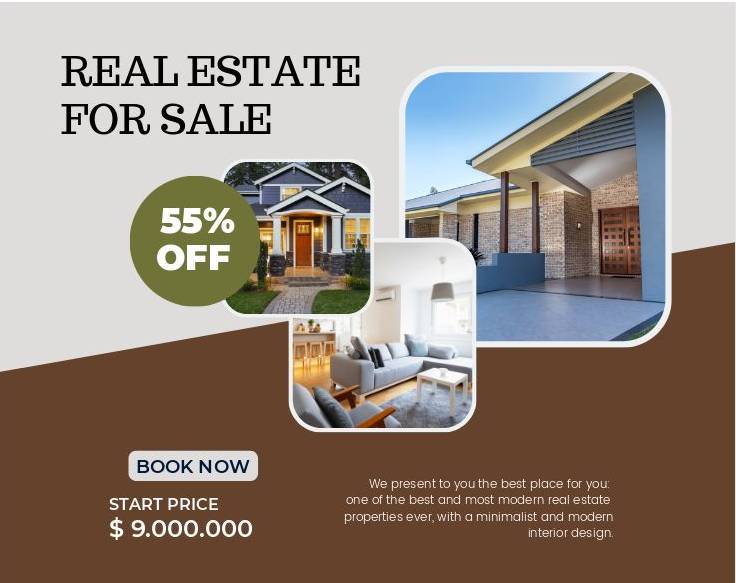 REAL ESTATE
FOR SALE
55%
OFF
BOOK NOW
START PRICE
$ 9.000.000
We present to you the best place for you:
one of the best and most modern real estate
properties ever, with a minimalist and modern
interior design.